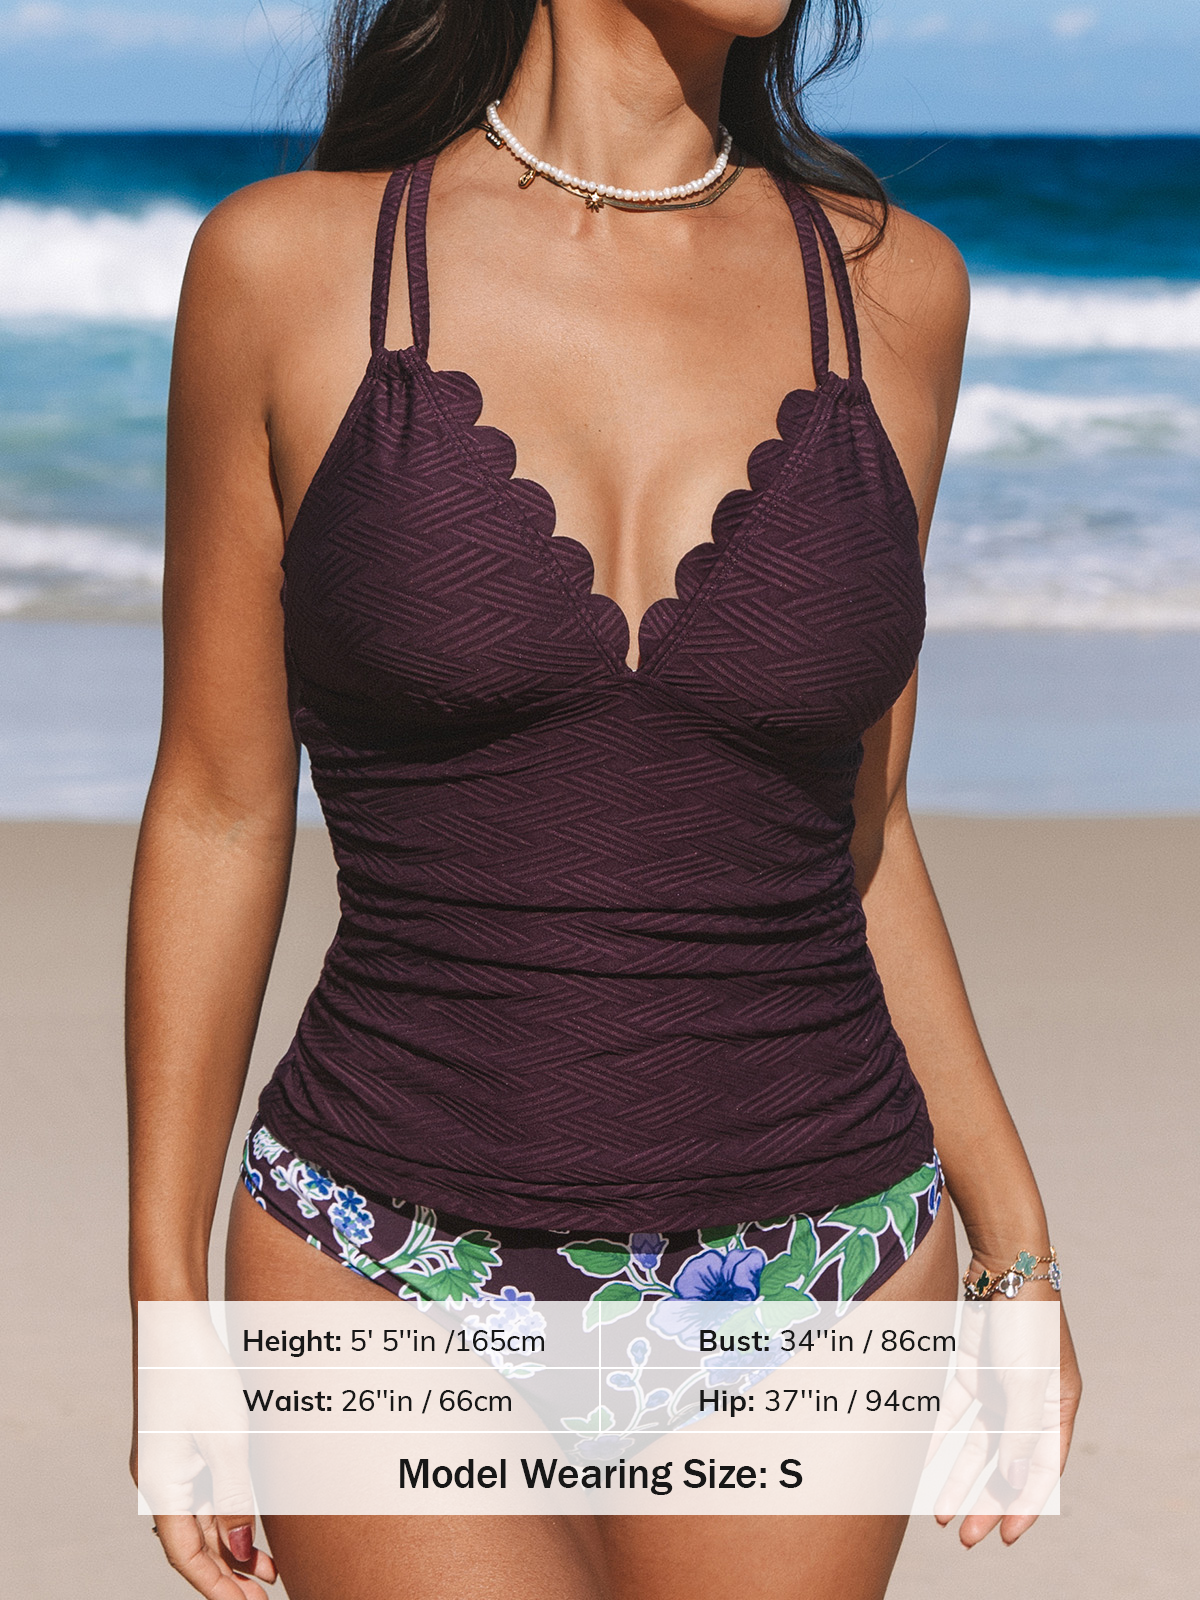 Height: 5' 5''in /165cm Bust: 34''in / 86cm
Waist: 26''in / 66cm Hip: 37''in / 94cm
Model Wearing Size: S